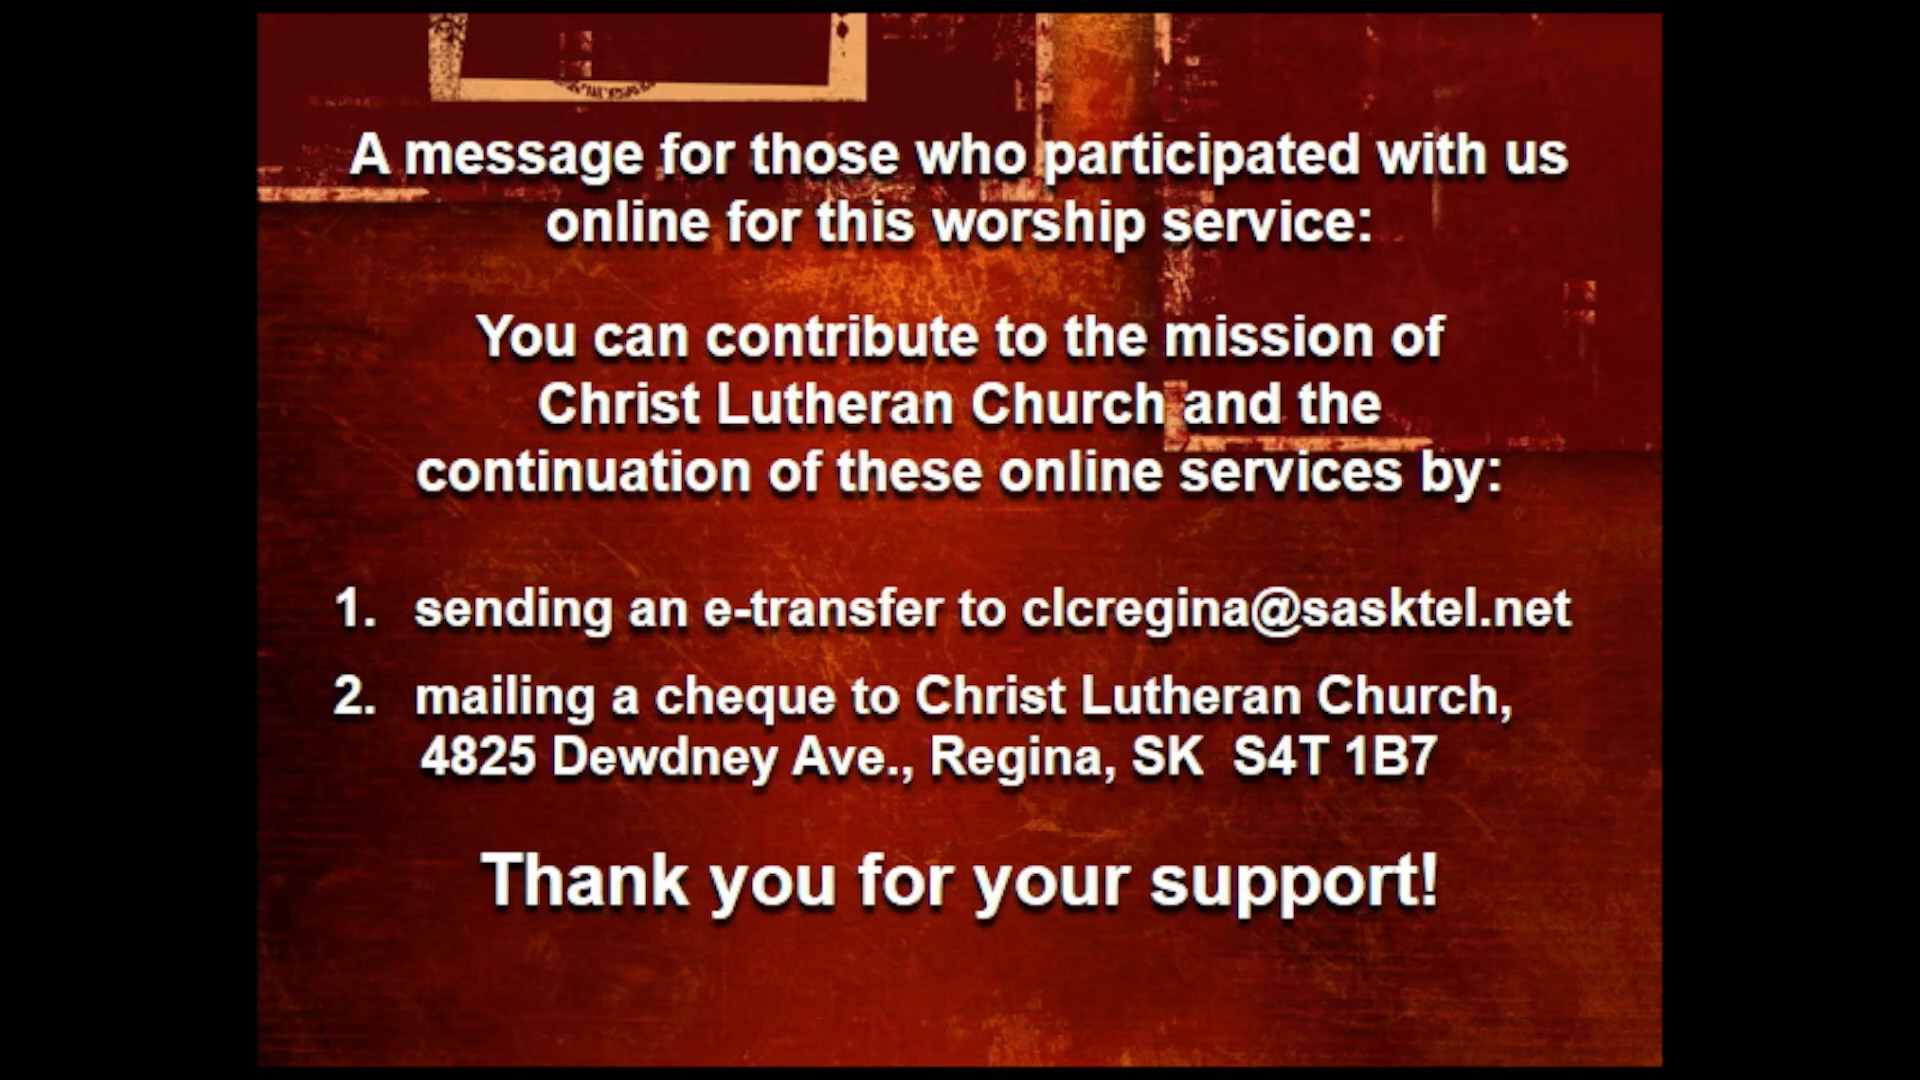 A message for those who participated with us
online for this worship service:
You can contribute to the mission of
Christ Lutheran Church and the
continuation of these online services by:
1. sending an e-transfer to clcregina@sasktel.net
2. mailing a cheque to Christ Lutheran Church,
4825 Dewdney Ave., Regina, SK  S4T 1B7
Thank you for your support!